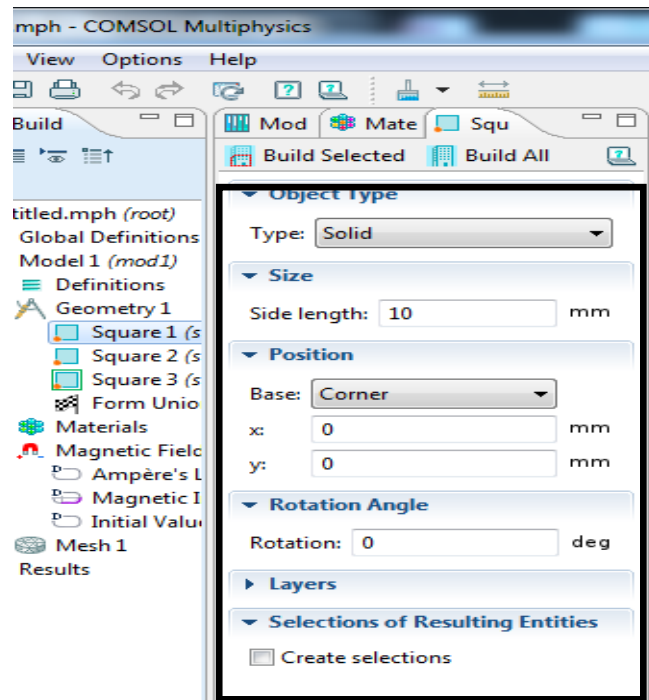 .mph - COMSOL Multiphysics
View Options Help
Build
Mod Mate Squ
Build Selected Build All
titled.mph (root)
Global Definitions
Model 1 (mod1)
Definitions
Geometry 1
Square 1 (s
Square 2 (s
Square 3 (s
Form Unio
Materials
Magnetic Field
Ampère's L
Magnetic I
Initial Valu
Mesh 1
Results
Object Type
Type: Solid
Size
Side length: 10 mm
Position
Base: Corner
x: 0 mm
y: 0 mm
Rotation Angle
Rotation: 0 deg
Layers
Selections of Resulting Entities
Create selections